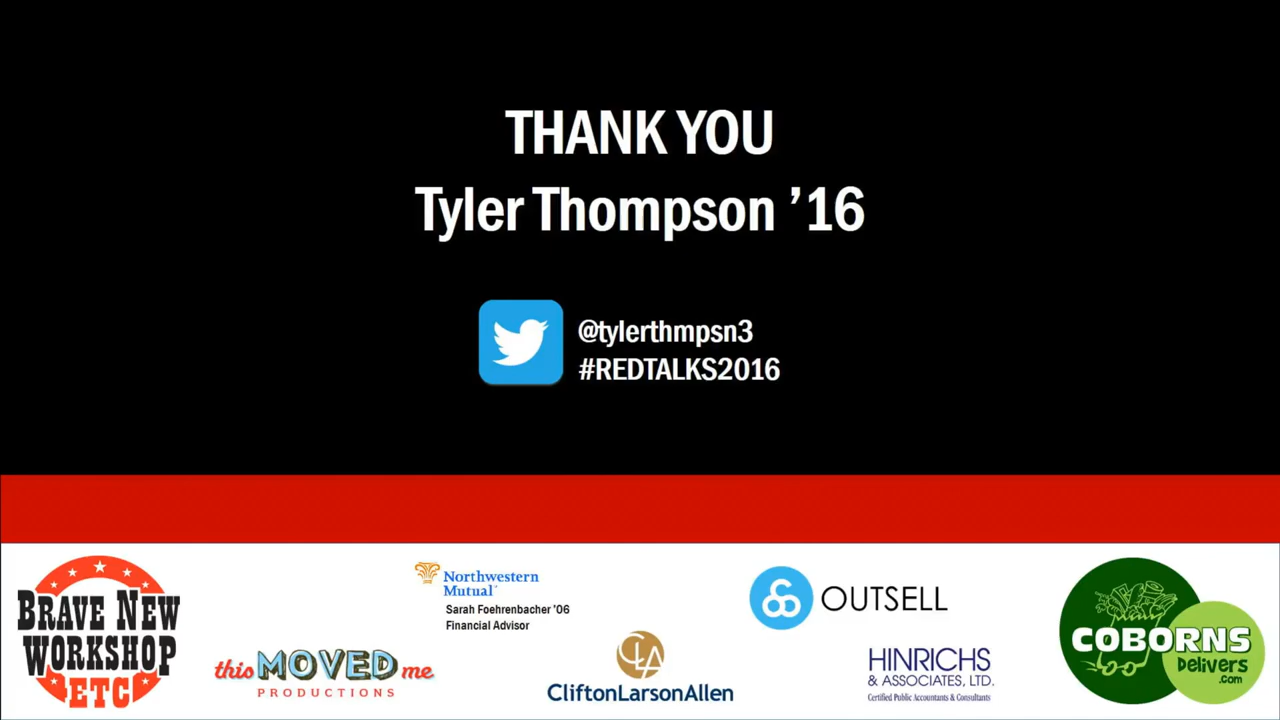 THANK YOU
Tyler Thompson ’16
@tylerthmpsn3
#REDTALKS2016
BRAVE NEW
WORKSHOP
ETC
this MOVED me
PRODUCTIONS
Northwestern
Mutual™
Sarah Foehrenbacher '06
Financial Advisor
CLA
CliftonLarsonAllen
OUTSELL
HINRICHS
& ASSOCIATES, LTD.
Certified Public Accountants & Consultants
COBORNS
Delivers
.com